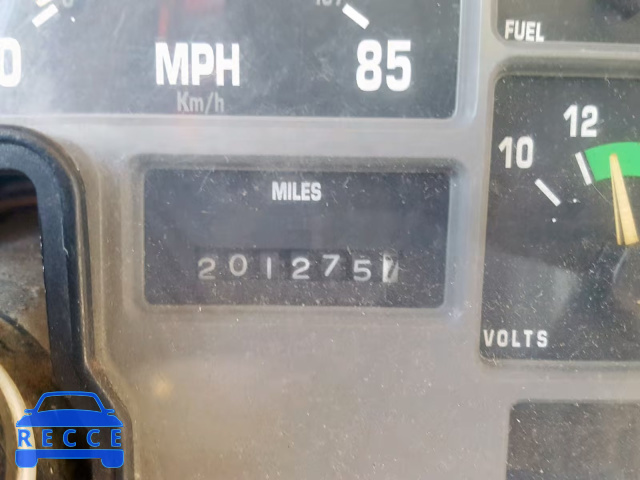 MPH 85
Km/h
FUEL
10 12
MILES
201275
VOLTS
RECCE